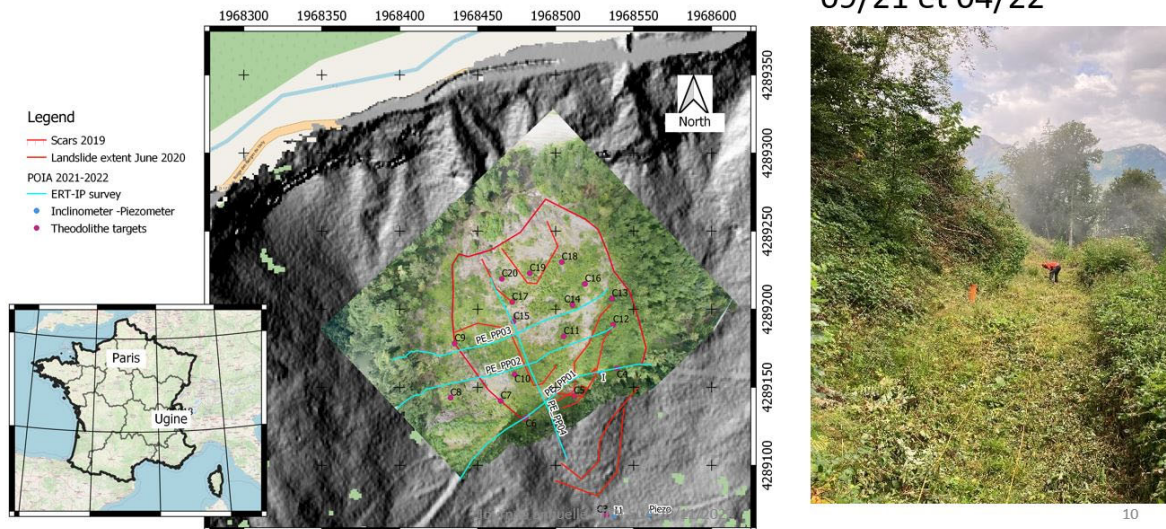 09/21 et 04/22
1968300 1968350 1968400 1968450 1968500 1968550 1968600
4289350
4289300
4289250
4289200
4289150
4289100
North
Legend
Scars 2019
Landslide extent June 2020
POIA 2021-2022
ERT-IP survey
Inclinometer -Piezometer
Theodolithe targets
C18
C19
C20
C16
C17
C13
C14
C15
C12
C11
C9
PE_PP03
PE_PP02
C10
PE_PP01
C4
C5
C8
C7
C6
PE_PP04
Piezo
Paris
Ugine
10